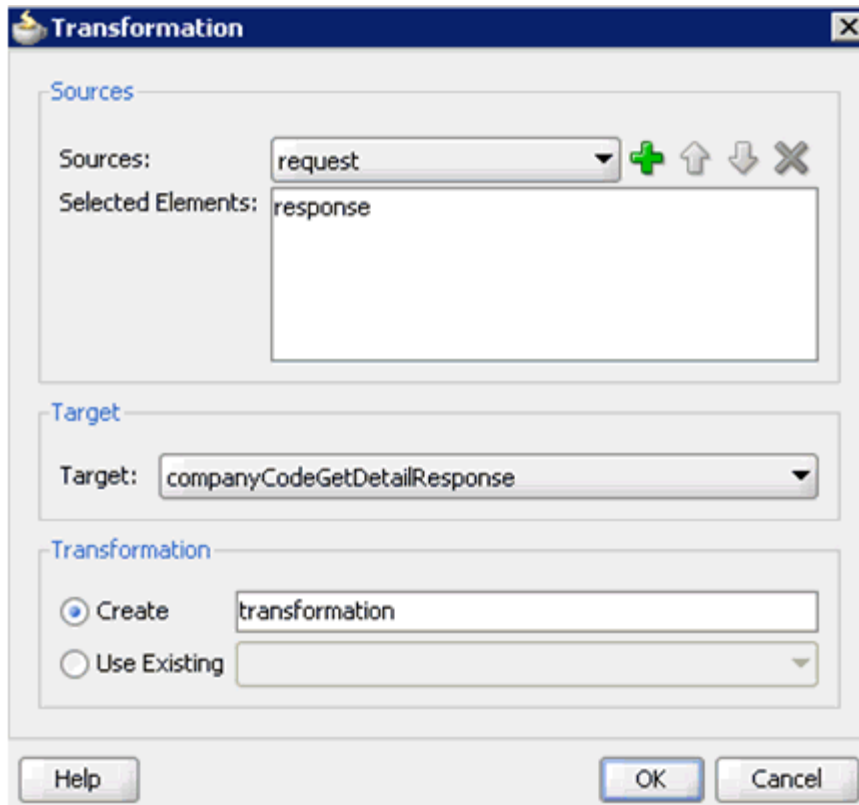 Transformation
Sources
Sources: request
Selected Elements: response
Target
Target: companyCodeGetDetailResponse
Transformation
Create transformation
Use Existing
Help OK Cancel